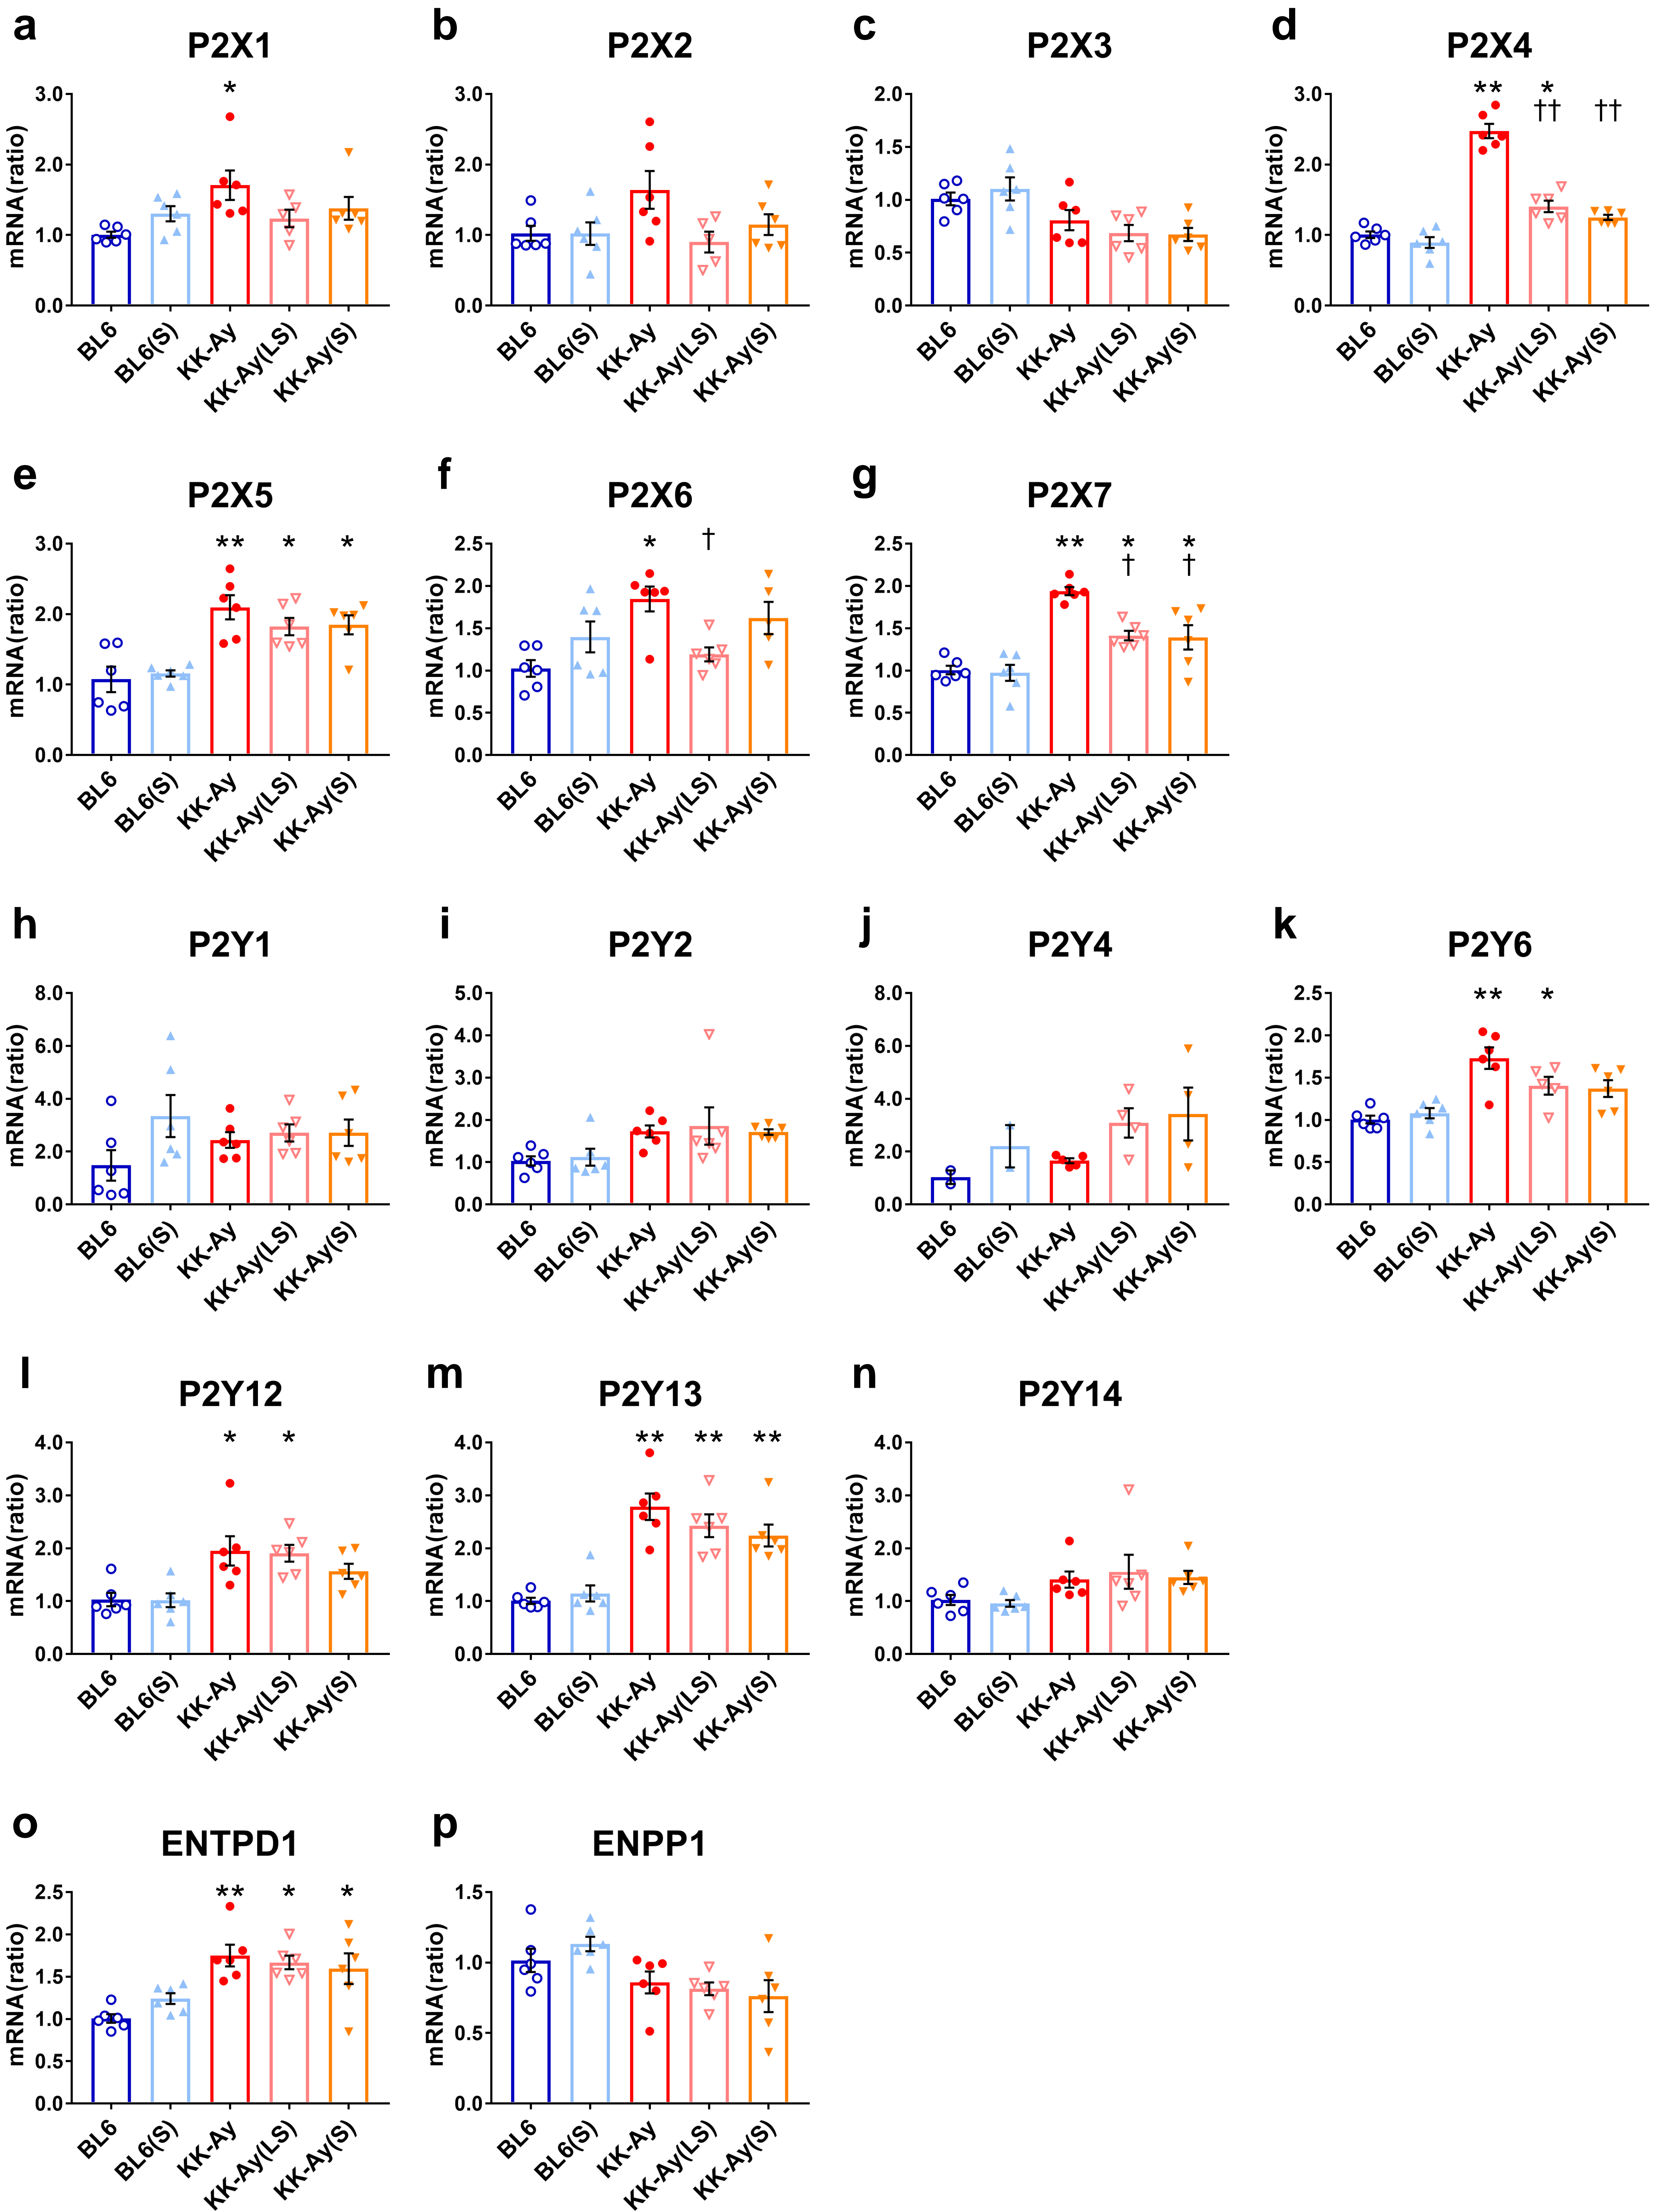 a
P2X1
*
mRNA(ratio)
3.0
2.0
1.0
0.0
BL6
BL6(S)
KK-Ay
KK-Ay(LS)
KK-Ay(S)
b
P2X2
mRNA(ratio)
3.0
2.0
1.0
0.0
BL6
BL6(S)
KK-Ay
KK-Ay(LS)
KK-Ay(S)
c
P2X3
mRNA(ratio)
2.0
1.5
1.0
0.5
0.0
BL6
BL6(S)
KK-Ay
KK-Ay(LS)
KK-Ay(S)
d
P2X4
** *
†† ††
mRNA(ratio)
3.0
2.0
1.0
0.0
BL6
BL6(S)
KK-Ay
KK-Ay(LS)
KK-Ay(S)
e
P2X5
** * *
mRNA(ratio)
3.0
2.0
1.0
0.0
BL6
BL6(S)
KK-Ay
KK-Ay(LS)
KK-Ay(S)
f
P2X6
* †
mRNA(ratio)
2.5
2.0
1.5
1.0
0.5
0.0
BL6
BL6(S)
KK-Ay
KK-Ay(LS)
KK-Ay(S)
g
P2X7
** * *
† †
mRNA(ratio)
2.5
2.0
1.5
1.0
0.5
0.0
BL6
BL6(S)
KK-Ay
KK-Ay(LS)
KK-Ay(S)
h
P2Y1
mRNA(ratio)
8.0
6.0
4.0
2.0
0.0
BL6
BL6(S)
KK-Ay
KK-Ay(LS)
KK-Ay(S)
i
P2Y2
mRNA(ratio)
5.0
4.0
3.0
2.0
1.0
0.0
BL6
BL6(S)
KK-Ay
KK-Ay(LS)
KK-Ay(S)
j
P2Y4
mRNA(ratio)
8.0
6.0
4.0
2.0
0.0
BL6
BL6(S)
KK-Ay
KK-Ay(LS)
KK-Ay(S)
k
P2Y6
** *
mRNA(ratio)
2.5
2.0
1.5
1.0
0.5
0.0
BL6
BL6(S)
KK-Ay
KK-Ay(LS)
KK-Ay(S)
l
P2Y12
* *
mRNA(ratio)
4.0
3.0
2.0
1.0
0.0
BL6
BL6(S)
KK-Ay
KK-Ay(LS)
KK-Ay(S)
m
P2Y13
** ** **
mRNA(ratio)
4.0
3.0
2.0
1.0
0.0
BL6
BL6(S)
KK-Ay
KK-Ay(LS)
KK-Ay(S)
n
P2Y14
mRNA(ratio)
4.0
3.0
2.0
1.0
0.0
BL6
BL6(S)
KK-Ay
KK-Ay(LS)
KK-Ay(S)
o
ENTPD1
** * *
mRNA(ratio)
2.5
2.0
1.5
1.0
0.5
0.0
BL6
BL6(S)
KK-Ay
KK-Ay(LS)
KK-Ay(S)
p
ENPP1
mRNA(ratio)
1.5
1.0
0.5
0.0
BL6
BL6(S)
KK-Ay
KK-Ay(LS)
KK-Ay(S)